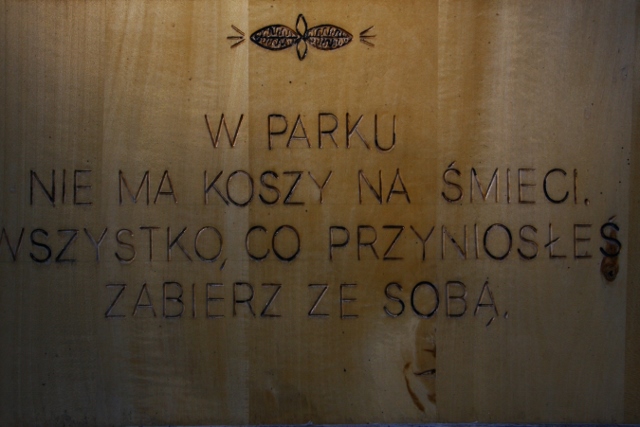 W PARKU
NIE MA KOSZY NA ŚMIECI.
WSZYSTKO, CO PRZYNIOSŁEŚ
ZABIERZ ZE SOBĄ.